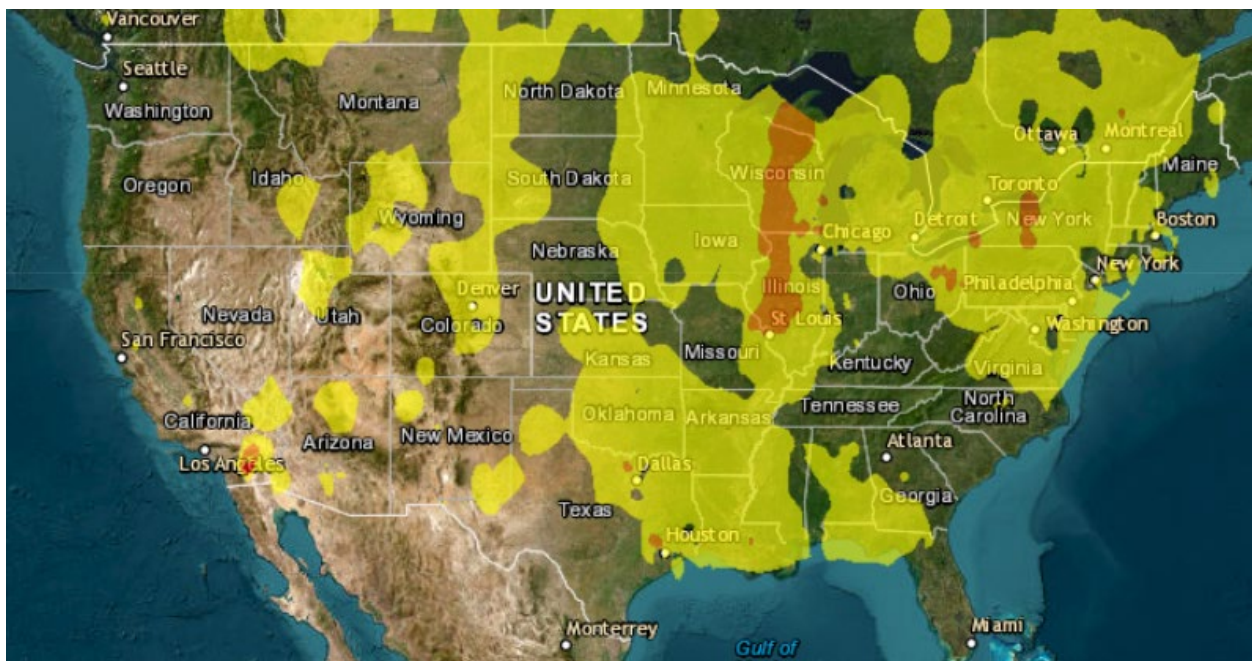 Vancouver
Seattle
Washington
Montana
North Dakota
Minnesota
Ottawa
Montreal
Maine
Oregon
Idaho
Wyoming
South Dakota
Wisconsin
Toronto
New York
Boston
Nebraska
Iowa
Chicago
Detroit
New York
Nevada
Utah
Denver
Colorado
UNITED
STATES
Illinois
Ohio
Philadelphia
San Francisco
Kansas
Missouri
St Louis
Kentucky
Virginia
Washington
California
Los Angeles
Arizona
New Mexico
Oklahoma
Arkansas
Tennessee
North
Carolina
Dallas
Texas
Atlanta
Georgia
Houston
Monterrey
Gulf of
Miami